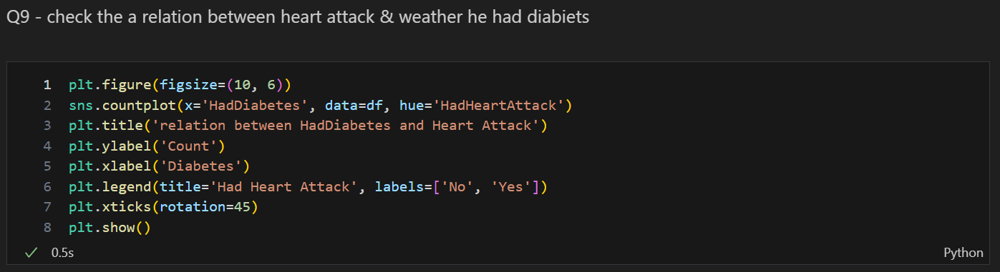 Q9 - check the a relation between heart attack & weather he had diabiets
1 plt.figure(figsize=(10, 6))
2 sns.countplot(x='HadDiabetes', data=df, hue='HadHeartAttack')
3 plt.title('relation between HadDiabetes and Heart Attack')
4 plt.ylabel('Count')
5 plt.xlabel('Diabetes')
6 plt.legend(title='Had Heart Attack', labels=['No', 'Yes'])
7 plt.xticks(rotation=45)
8 plt.show()
0.5s Python